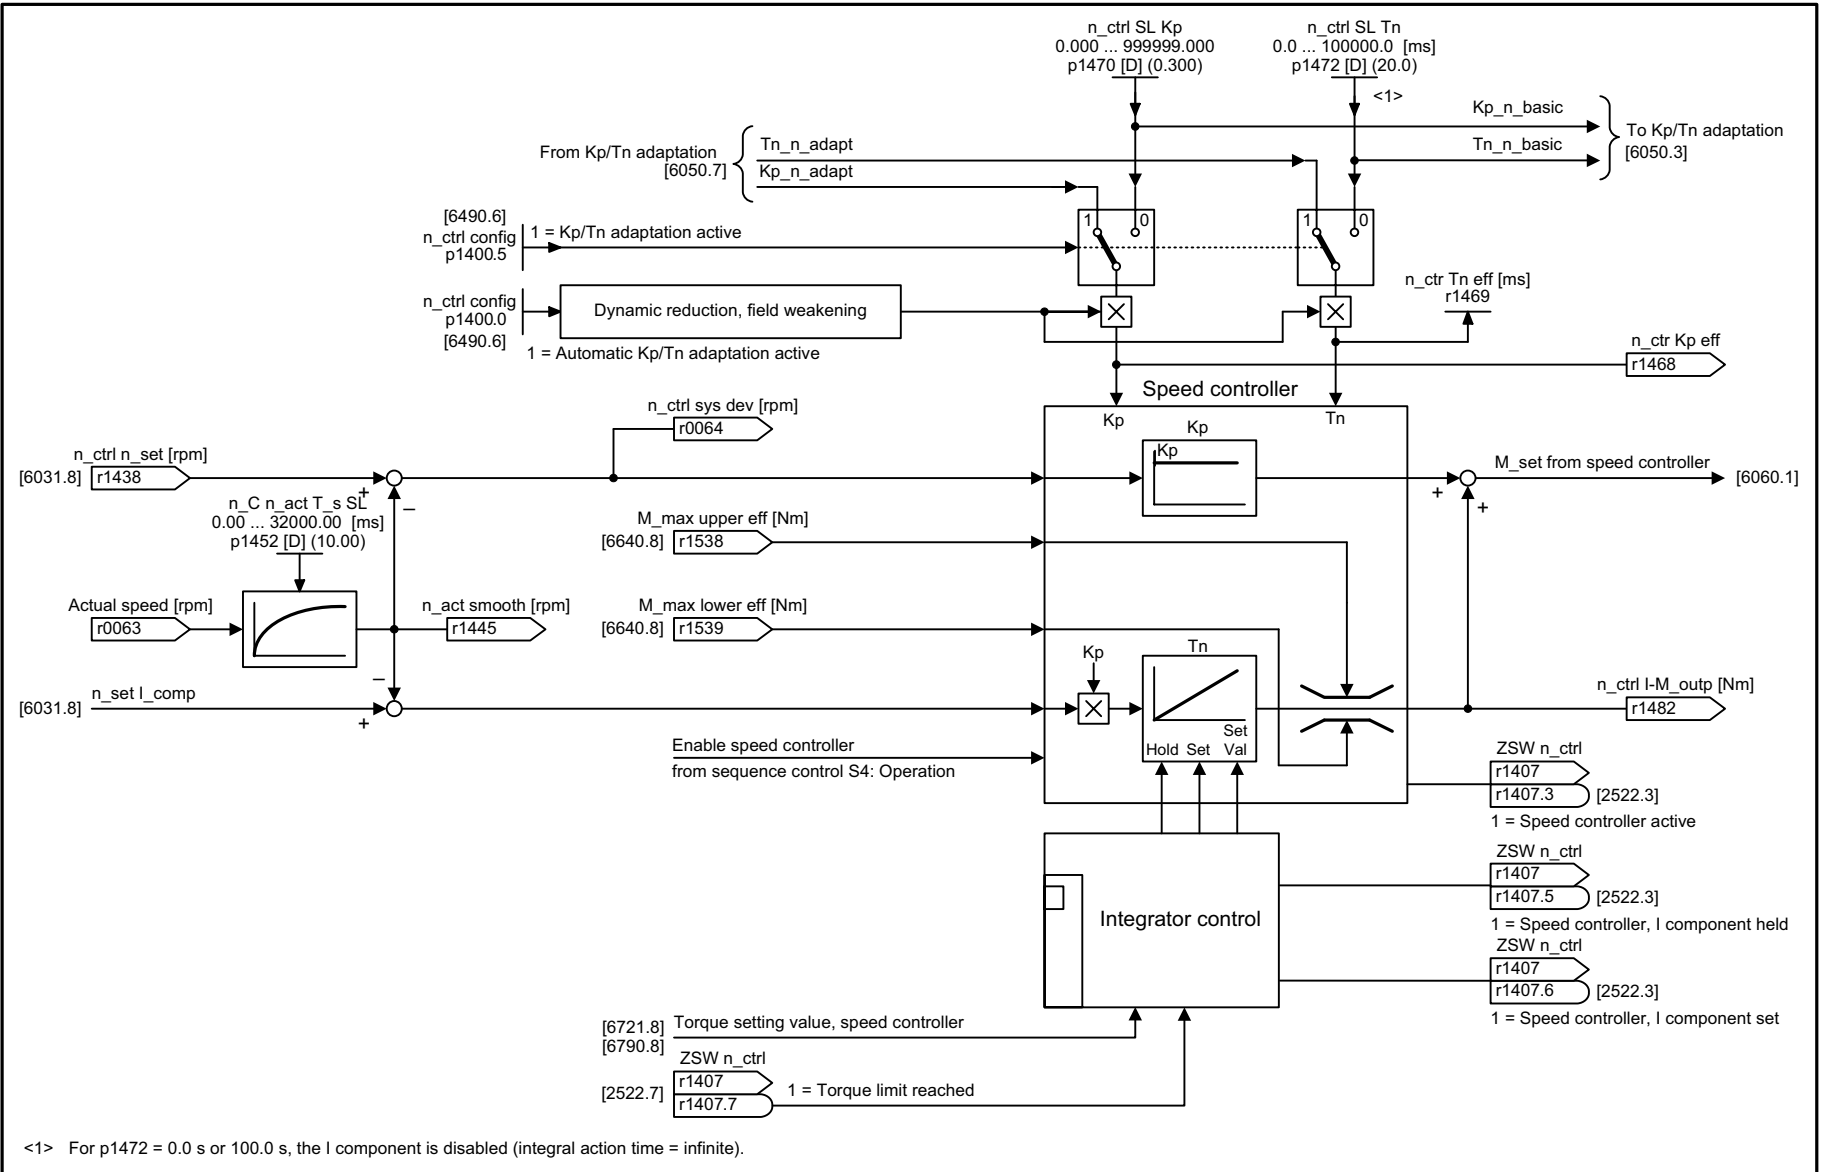 n_ctrl SL Kp
0.000 ... 999999.000
p1470 [D] (0.300)
n_ctrl SL Tn
0.0 ... 100000.0 [ms]
p1472 [D] (20.0)
<1>
Kp_n_basic
Tn_n_basic
To Kp/Tn adaptation
[6050.3]
From Kp/Tn adaptation
[6050.7]
Tn_n_adapt
Kp_n_adapt
1 0
1 0
[6490.6]
n_ctrl config
p1400.5
1 = Kp/Tn adaptation active
n_ctrl config
p1400.0
[6490.6]
Dynamic reduction, field weakening
1 = Automatic Kp/Tn adaptation active
n_ctr Tn eff [ms]
r1469
n_ctr Kp eff
r1468
Speed controller
Kp
Tn
Kp
Kp
n_ctrl sys dev [rpm]
r0064
n_ctrl n_set [rpm]
[6031.8]
r1438
+
–
n_C n_act T_s SL
0.00 ... 32000.00 [ms]
p1452 [D] (10.00)
M_max upper eff [Nm]
[6640.8]
r1538
+
+
M_set from speed controller
[6060.1]
Actual speed [rpm]
r0063
n_act smooth [rpm]
r1445
M_max lower eff [Nm]
[6640.8]
r1539
–
n_set I_comp
[6031.8]
+
Kp
Tn
Hold
Set
Set
Val
n_ctrl I-M_outp [Nm]
r1482
Enable speed controller
from sequence control S4: Operation
ZSW n_ctrl
r1407
r1407.3
[2522.3]
1 = Speed controller active
ZSW n_ctrl
r1407
r1407.5
[2522.3]
1 = Speed controller, I component held
Integrator control
ZSW n_ctrl
r1407
r1407.6
[2522.3]
1 = Speed controller, I component set
[6721.8]
[6790.8]
Torque setting value, speed controller
ZSW n_ctrl
[2522.7]
r1407
r1407.7
1 = Torque limit reached
<1> For p1472 = 0.0 s or 100.0 s, the I component is disabled (integral action time = infinite).